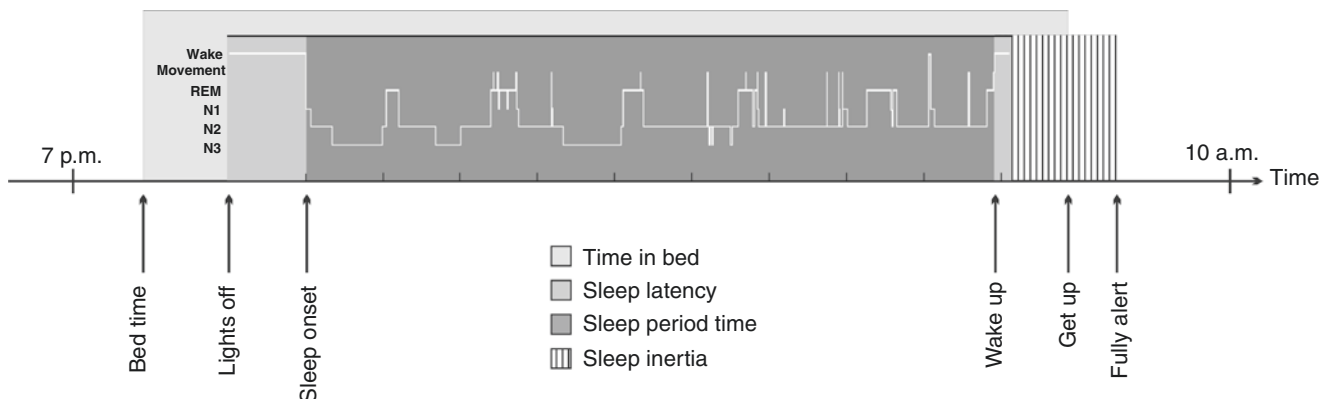 Wake
Movement
REM
N1
N2
N3
7 p.m.
10 a.m.
Time
Bed time
Lights off
Sleep onset
Time in bed
Sleep latency
Sleep period time
Sleep inertia
Wake up
Get up
Fully alert